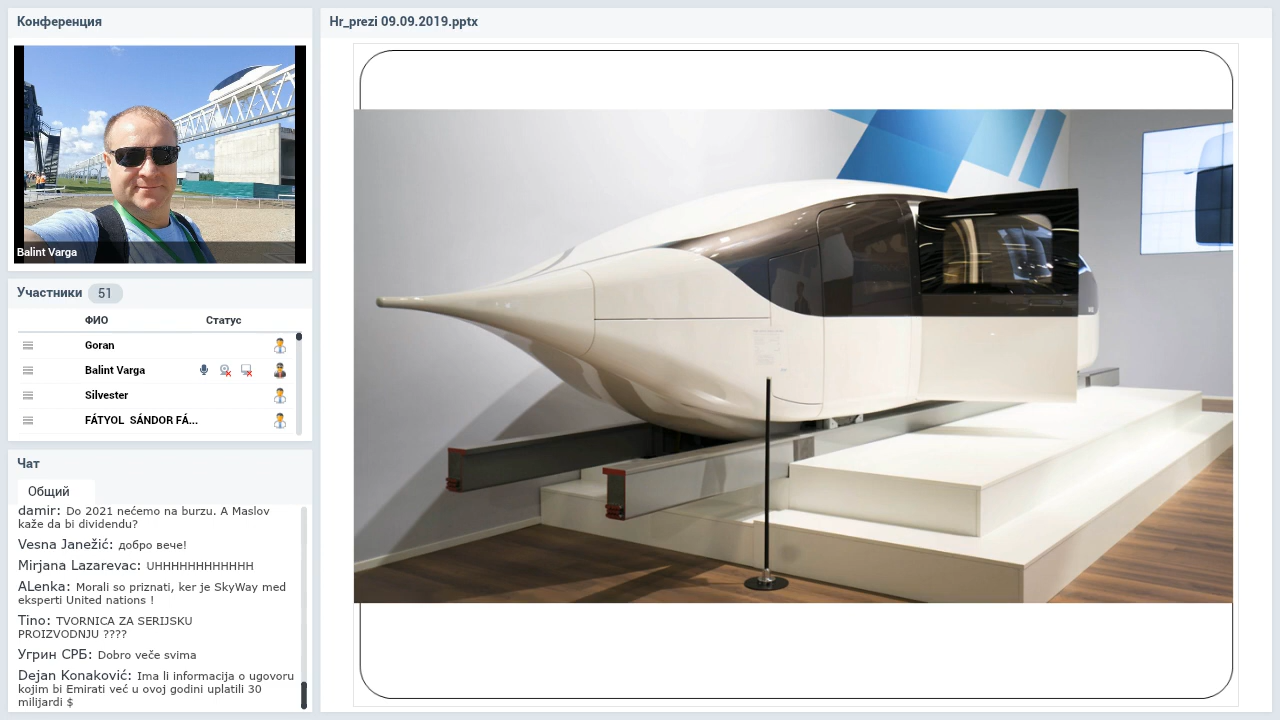 Конференция
Balint Varga
Участники 51
ФИО Статус
Goran
Balint Varga
Silvester
FÁTYOL SÁNDOR FÁ...
Чат
Общий
damir: Do 2021 nećemo na burzu. A Maslov
kaže da bi dividendu?
Vesna Janežić: добро вече!
Mirjana Lazarevac: UHHHHHHHHHHHH
ALenka: Morali so priznati, ker je SkyWay med
eksperti United nations !
Tino: TVORNICA ZA SERIJSKU
PROIZVODNJU ????
Угрин СРБ: Dobro veče svima
Dejan Konaković: Ima li informacija o ugovoru
kojim bi Emirati već u ovoj godini uplatili 30
milijardi $
Hr_prezi 09.09.2019.pptx